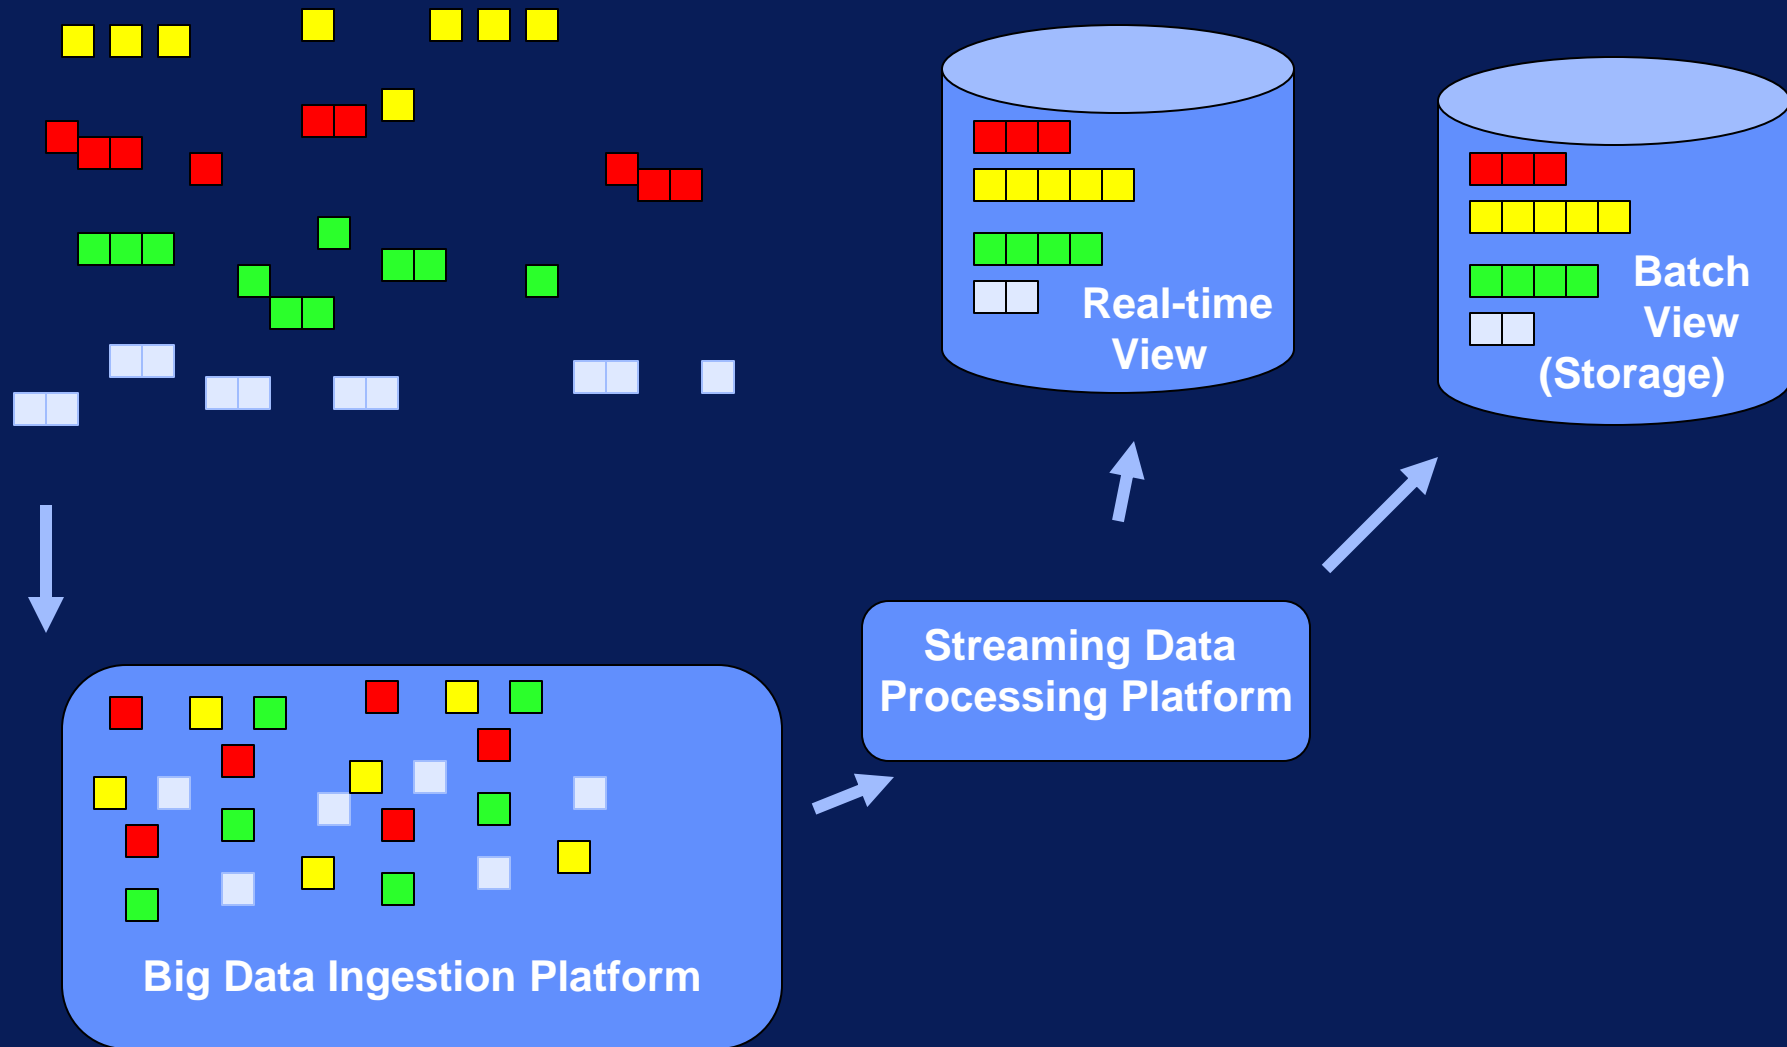 Real-time
View
Batch
View
(Storage)
Streaming Data
Processing Platform
Big Data Ingestion Platform